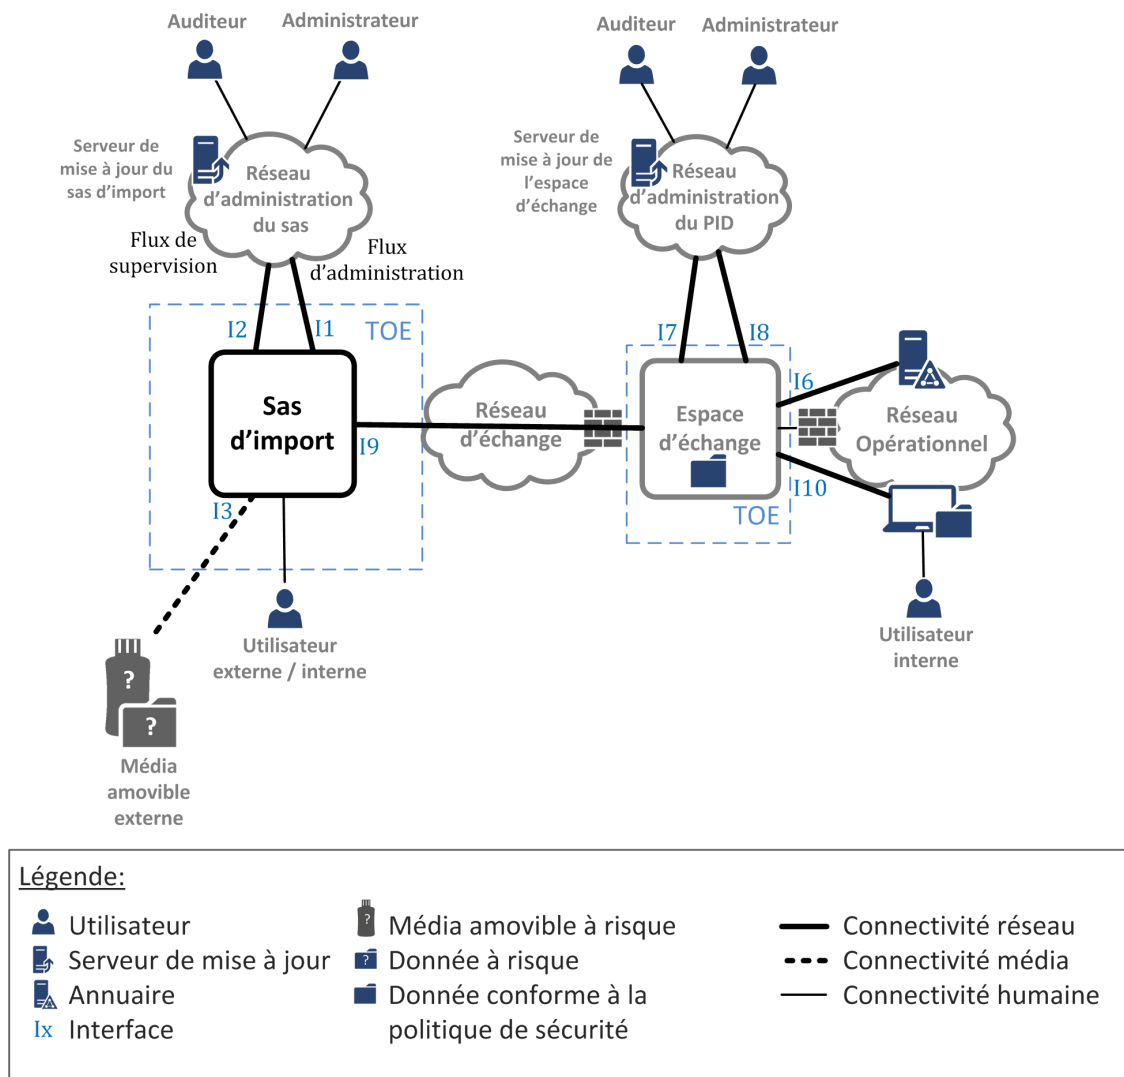 Auditeur
Administrateur
Auditeur
Administrateur
Serveur de
mise à jour du
sas d'import
Réseau
d'administration
du sas
Serveur de
mise à jour de
l'espace
d'échange
Réseau
d'administration
du PID
Flux de
supervision
Flux
d'administration
I2
I1
TOE
I7
I8
Sas
d'import
I9
Réseau
d'échange
Espace
d'échange
I6
Réseau
Opérationnel
I10
TOE
I3
Utilisateur
externe / interne
Utilisateur
interne
?
?
Média
amovible
externe
Légende:
Utilisateur
Serveur de mise à jour
Annuaire
Ix Interface
? Média amovible à risque
? Donnée à risque
Donnée conforme à la
politique de sécurité
Connectivité réseau
Connectivité média
Connectivité humaine